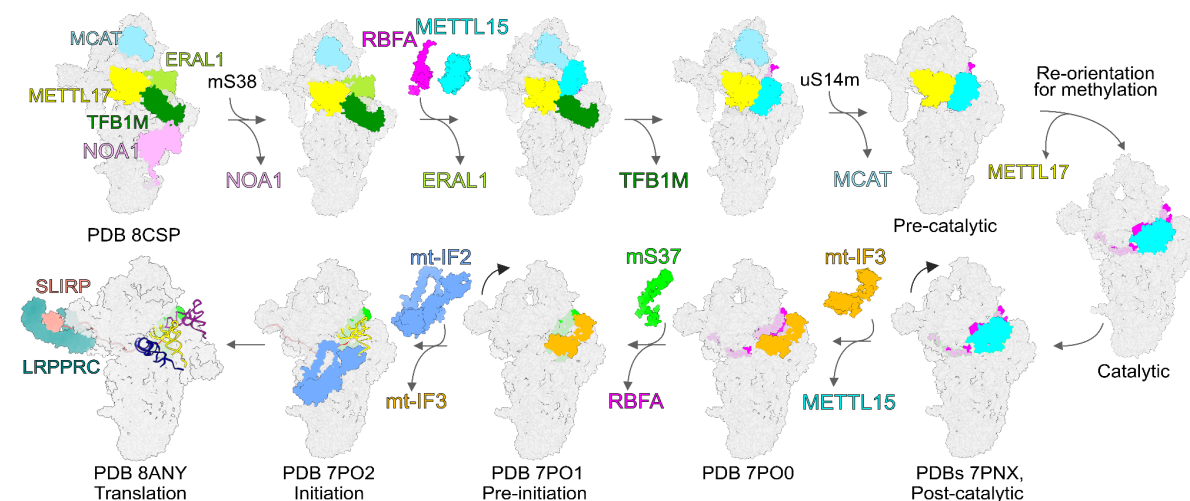 MCAT
ERAL1
METTL17
TFB1M
NOA1
PDB 8CSP
mS38
NOA1
RBFA
METTL15
ERAL1
TFB1M
uS14m
MCAT
Pre-catalytic
Re-orientation
for methylation
METTL17
Catalytic
SLIRP
LRPPRC
PDB 8ANY
Translation
mt-IF2
mt-IF3
PDB 7PO2
Initiation
PDB 7PO1
Pre-initiation
mS37
RBFA
PDB 7PO0
mt-IF3
METTL15
PDBs 7PNX,
Post-catalytic